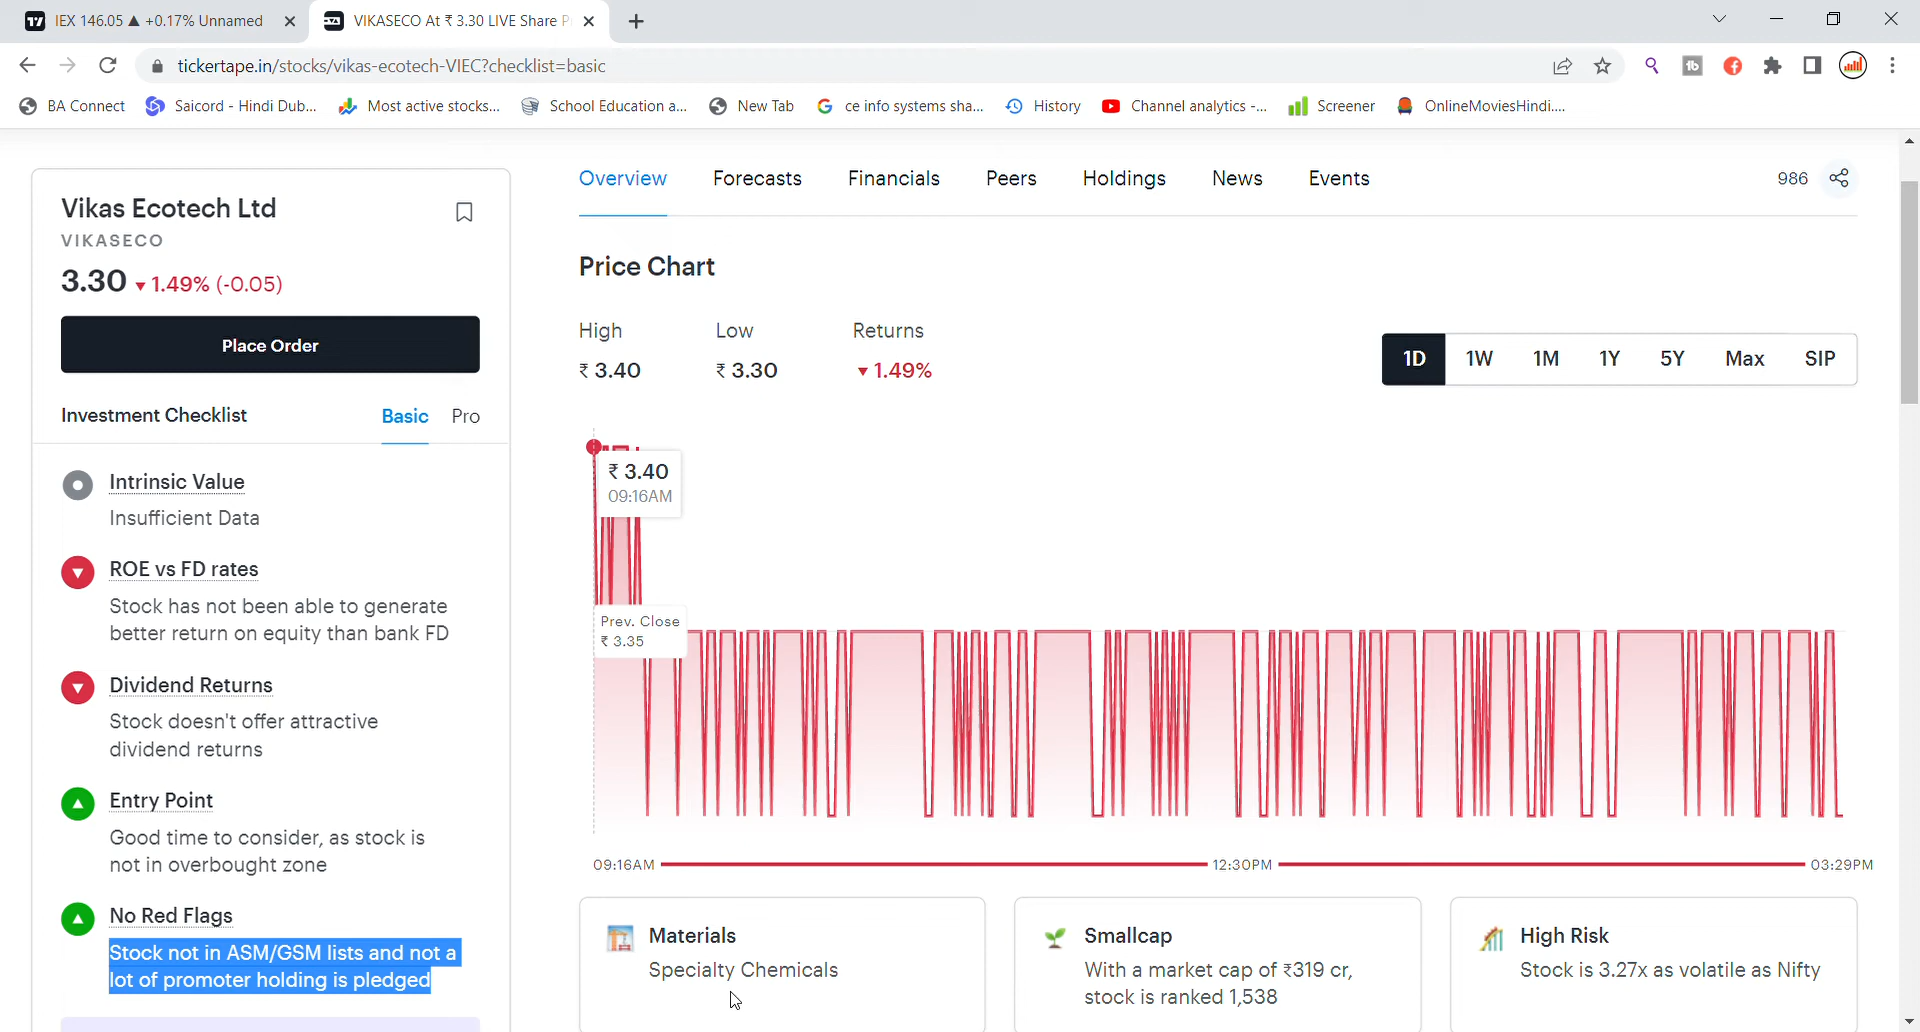 IEX 146.05 ▲ +0.17% Unnamed
VIKASECO At ₹ 3.30 LIVE Share P
tickertape.in/stocks/vikas-ecotech-VIEC?checklist=basic
BA Connect
Saicord - Hindi Dub...
Most active stocks...
School Education a...
New Tab
ce info systems sha...
History
Channel analytics -...
Screener
OnlineMoviesHindi....
Vikas Ecotech Ltd
VIKASECO
3.30 ▼ 1.49% (-0.05)
Place Order
Investment Checklist
Basic
Pro
Intrinsic Value
Insufficient Data
ROE vs FD rates
Stock has not been able to generate
better return on equity than bank FD
Dividend Returns
Stock doesn't offer attractive
dividend returns
Entry Point
Good time to consider, as stock is
not in overbought zone
No Red Flags
Stock not in ASM/GSM lists and not a
lot of promoter holding is pledged
Overview
Forecasts
Financials
Peers
Holdings
News
Events
986
Price Chart
High
Low
Returns
₹ 3.40
₹ 3.30
▼ 1.49%
1D
1W
1M
1Y
5Y
Max
SIP
₹ 3.40
09:16AM
Prev. Close
₹ 3.35
09:16AM
12:30PM
03:29PM
Materials
Specialty Chemicals
Smallcap
With a market cap of ₹319 cr,
stock is ranked 1,538
High Risk
Stock is 3.27x as volatile as Nifty